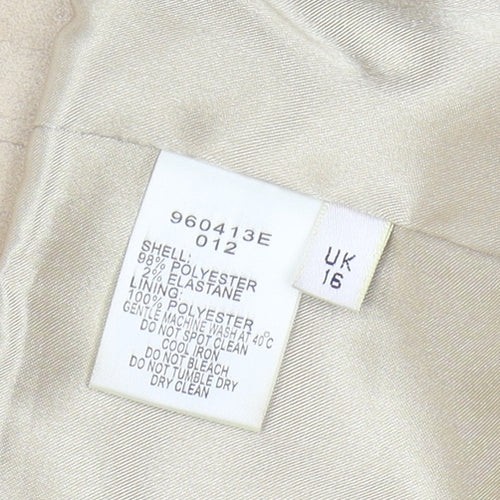 960413E
012
SHELL:
98% POLYESTER
2% ELASTANE
LINING:
100% POLYESTER
GENTLE MACHINE WASH AT 40°C
DO NOT SPOT CLEAN
COOL IRON
DO NOT BLEACH
DO NOT TUMBLE DRY
DRY CLEAN
UK
16